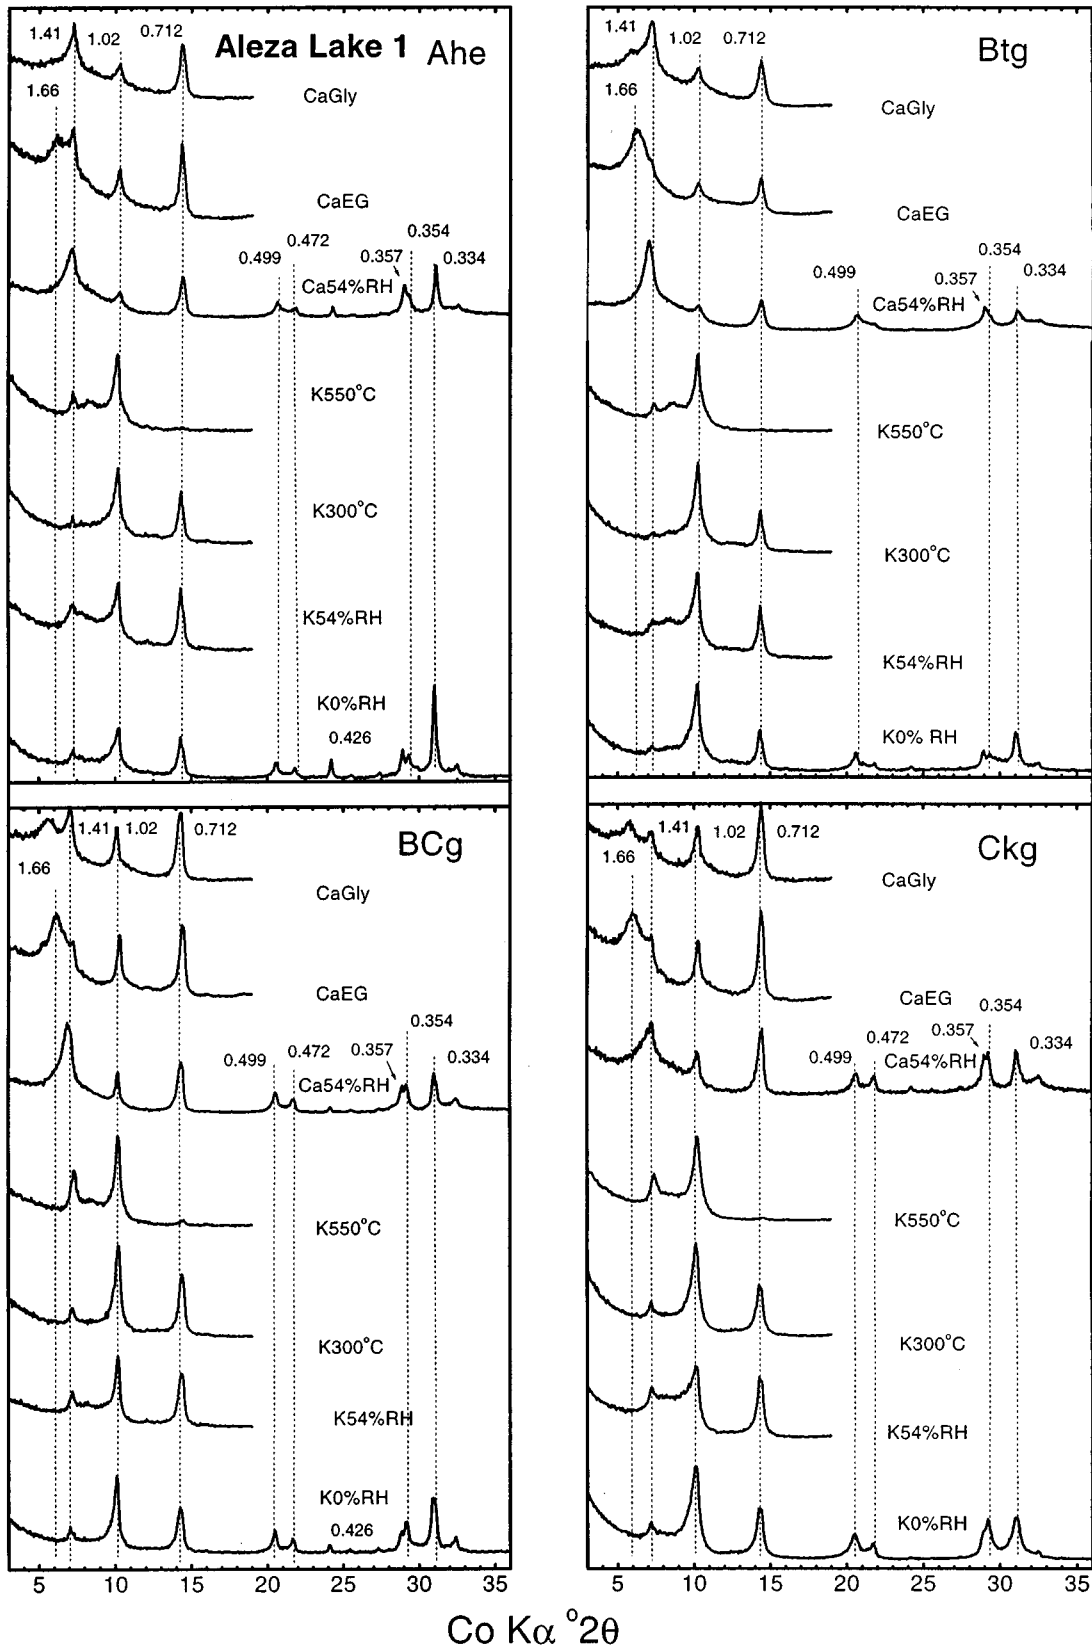 Aleza Lake 1 Ahe
1.41 1.02 0.712
CaGly
1.66
CaEG
0.499 0.472 0.357 0.354 0.334
Ca54%RH
K550°C
K300°C
K54%RH
K0%RH
0.426
Btg
1.41 1.02 0.712
1.66
CaGly
CaEG
0.499 0.357 0.354 0.334
Ca54%RH
K550°C
K300°C
K54%RH
K0% RH
BCg
1.41 1.02 0.712
1.66
CaGly
CaEG
0.499 0.472 0.357 0.354 0.334
Ca54%RH
K550°C
K300°C
K54%RH
K0%RH
0.426
5 10 15 20 25 30 35
Ckg
1.41 1.02 0.712
1.66
CaGly
CaEG
0.499 0.472 0.357 0.354 0.334
Ca54%RH
K550°C
K300°C
K54%RH
K0%RH
5 10 15 20 25 30 35
Co Kα °2θ